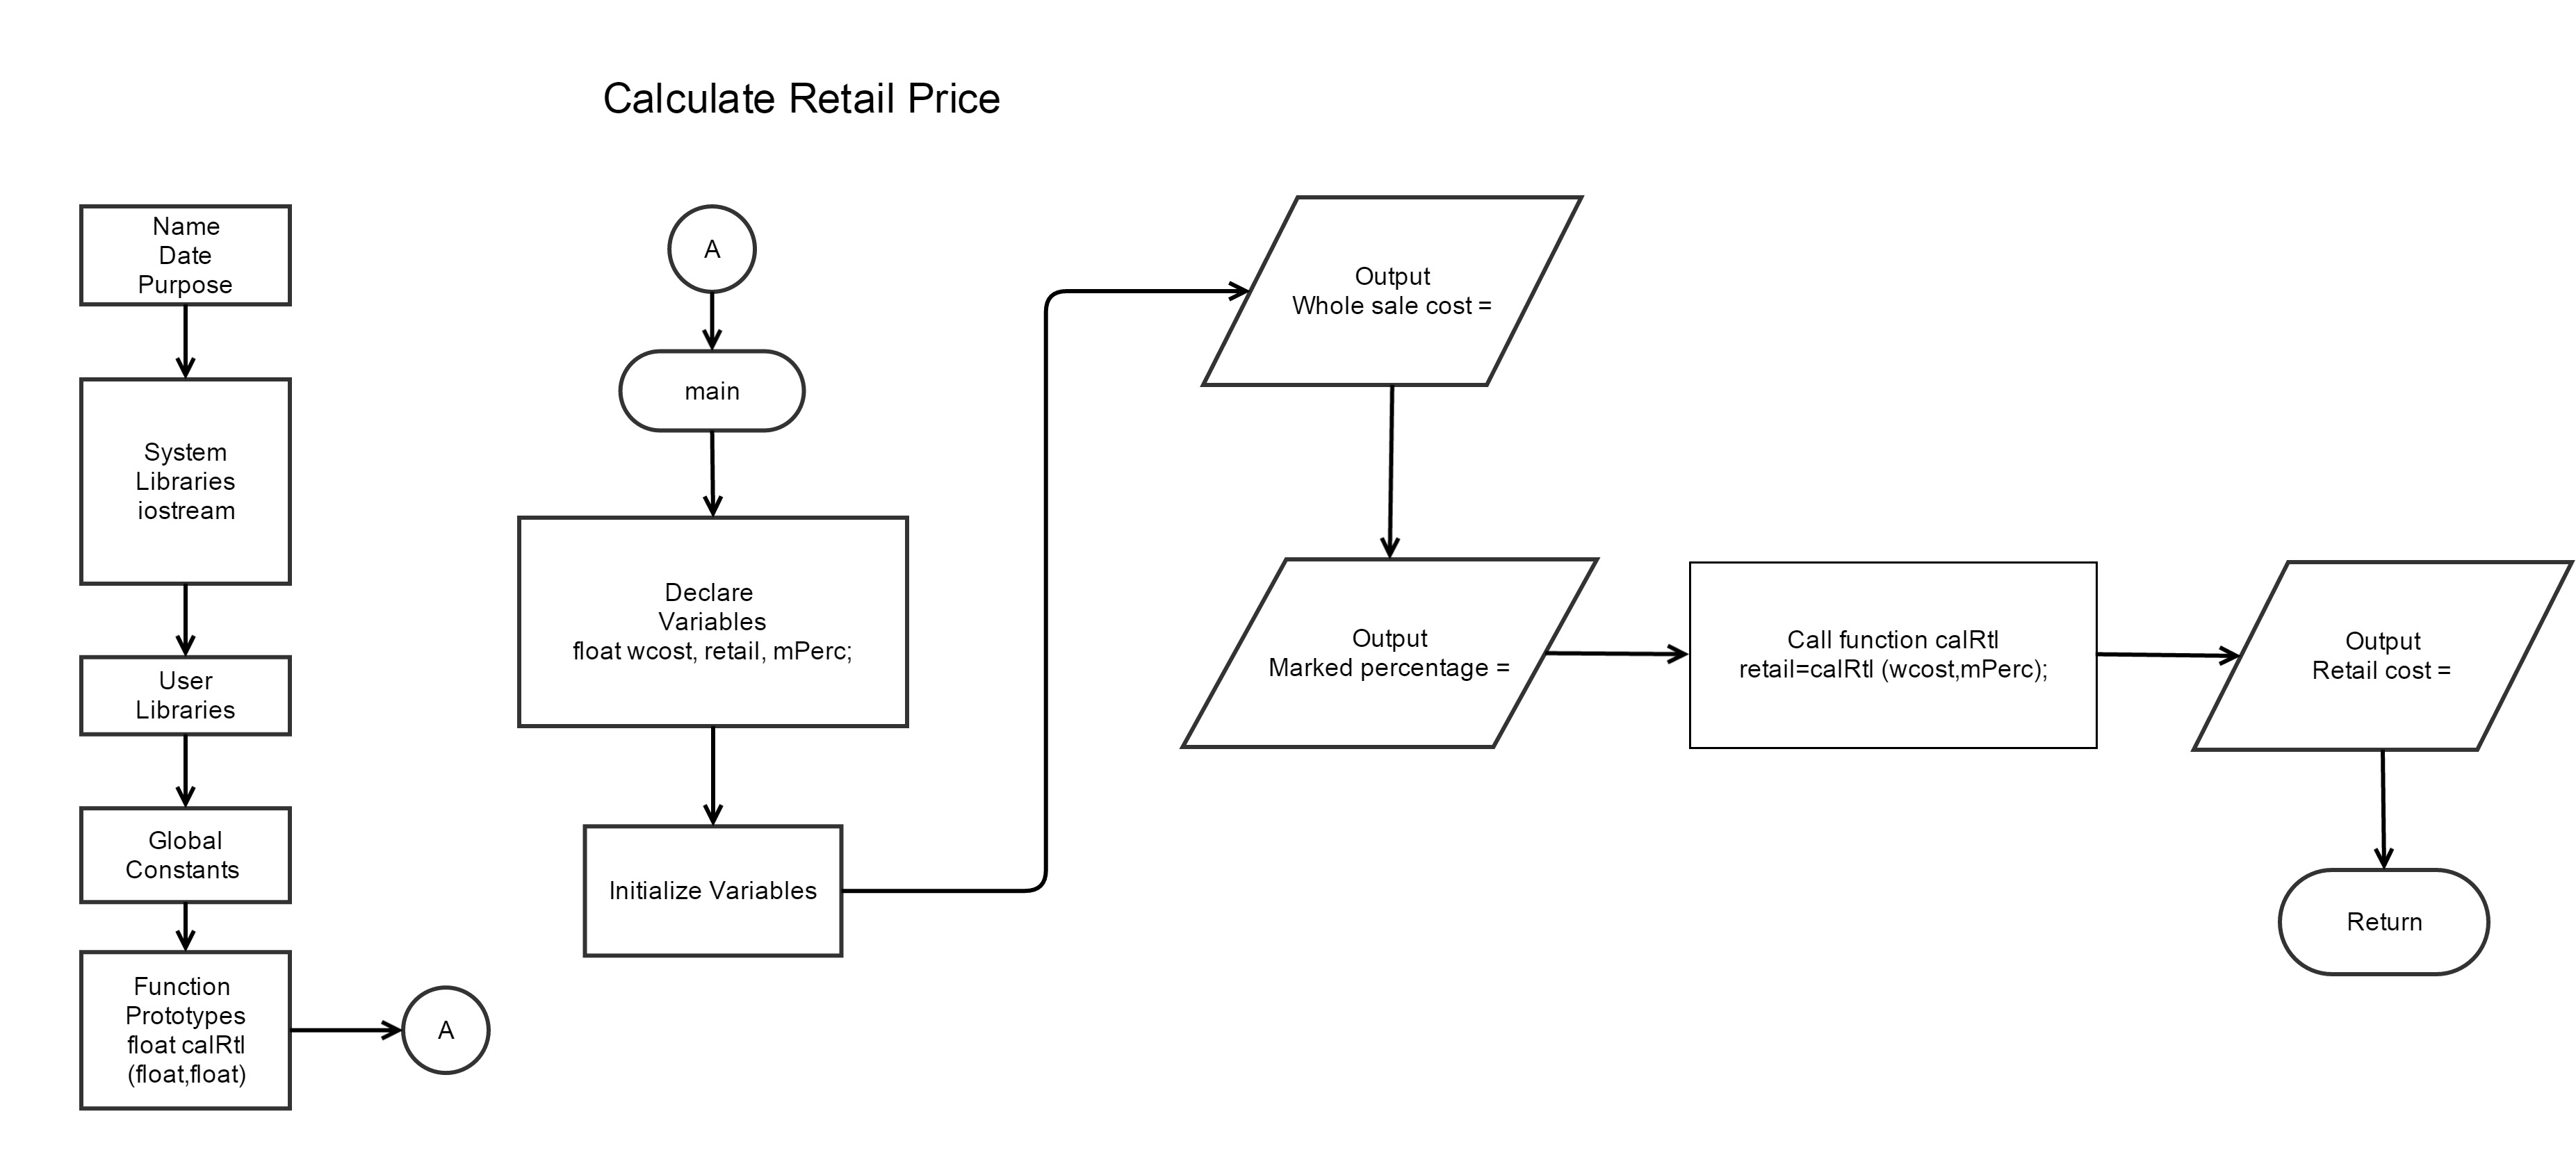 Calculate Retail Price
Name
Date
Purpose
System
Libraries
iostream
User
Libraries
Global
Constants
Function
Prototypes
float calRtl
(float,float)
A
A
main
Declare
Variables
float wcost, retail, mPerc;
Initialize Variables
Output
Whole sale cost =
Output
Marked percentage =
Call function calRtl
retail=calRtl (wcost,mPerc);
Output
Retail cost =
Return